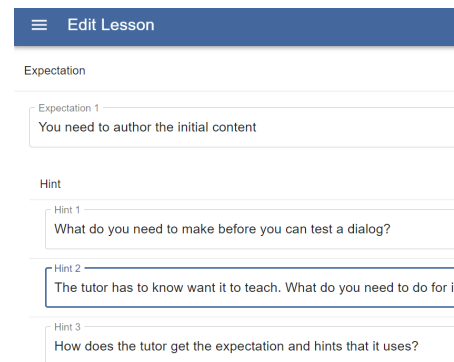 Edit Lesson
Expectation
Expectation 1
You need to author the initial content
Hint
Hint 1
What do you need to make before you can test a dialog?
Hint 2
The tutor has to know want it to teach. What do you need to do for i
Hint 3
How does the tutor get the expectation and hints that it uses?